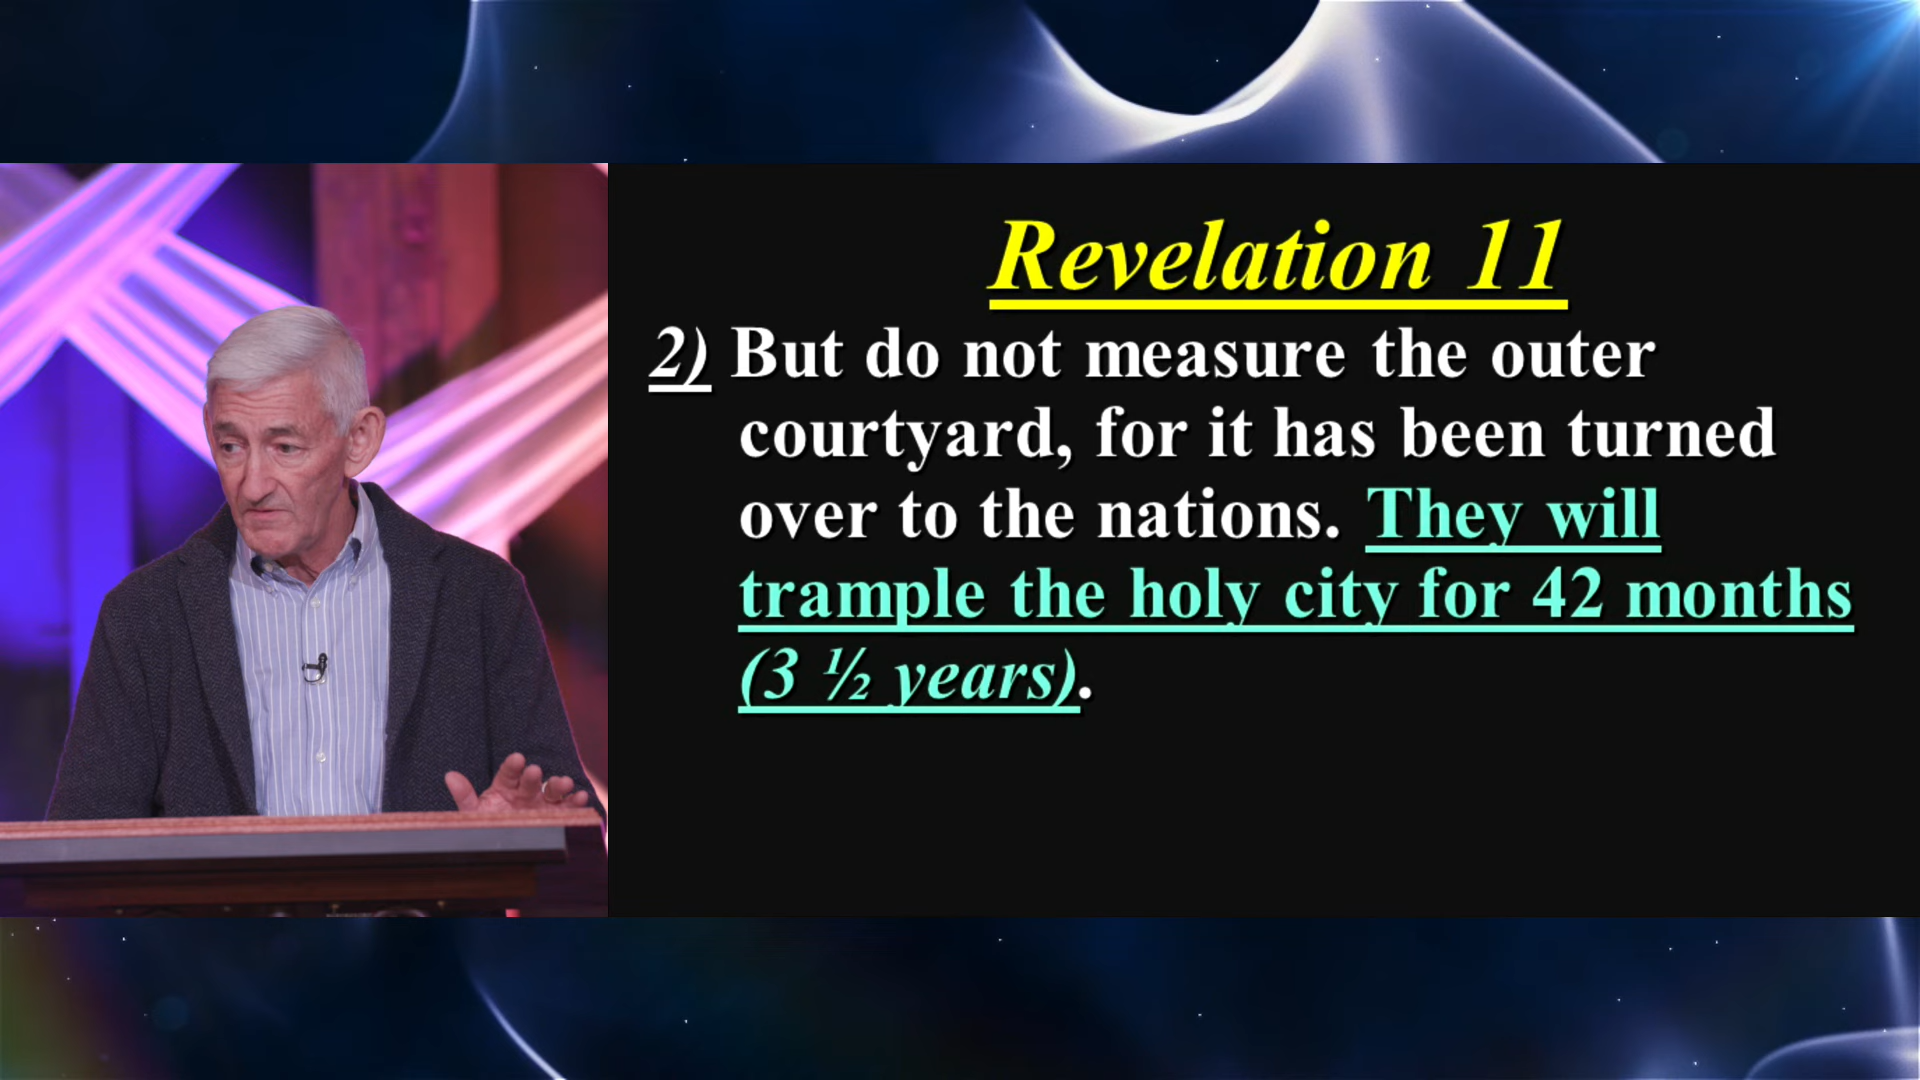 Revelation 11
2) But do not measure the outer
courtyard, for it has been turned
over to the nations. They will
trample the holy city for 42 months
(3 ½ years).